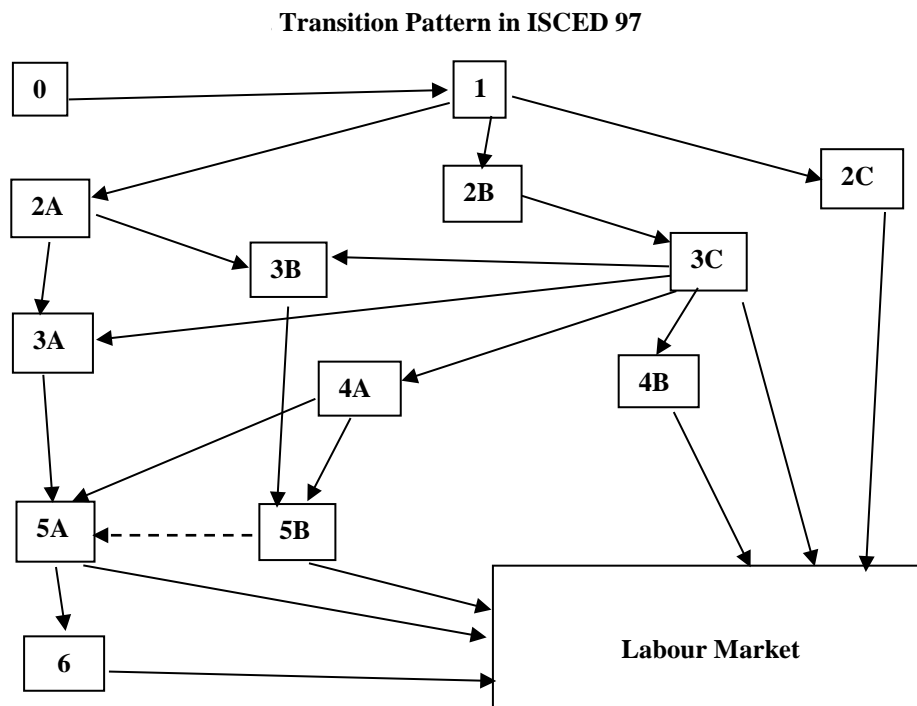 Transition Pattern in ISCED 97
0
1
2A
2B
2C
3B
3C
3A
4A
4B
5A
5B
6
Labour Market